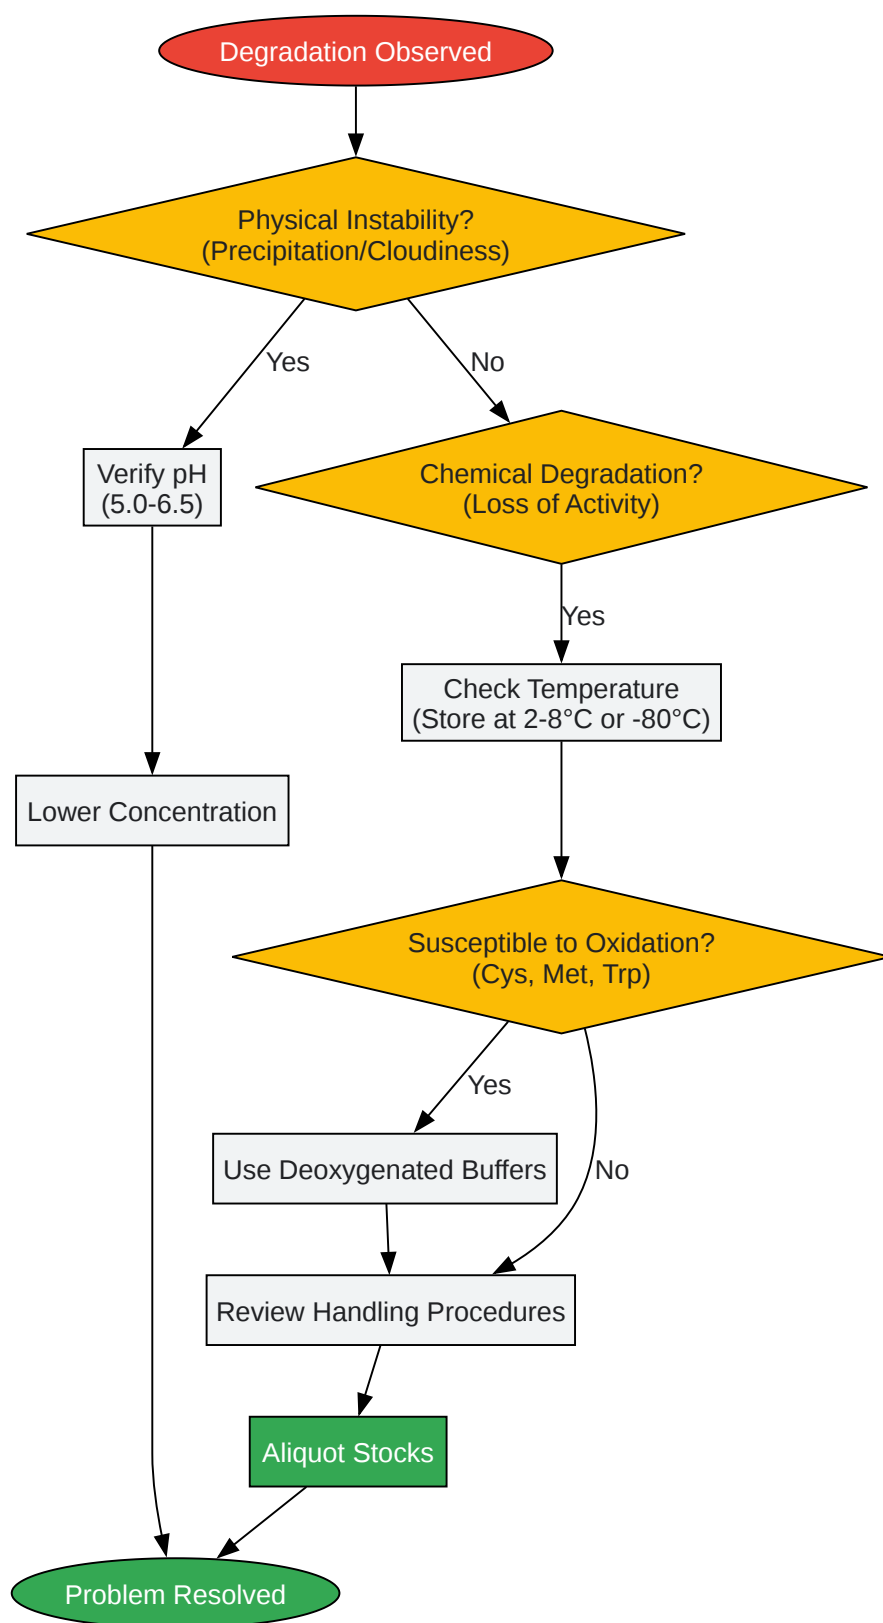 Degradation Observed
Physical Instability?
(Precipitation/Cloudiness)
Yes
No
Verify pH
(5.0-6.5)
Chemical Degradation?
(Loss of Activity)
Yes
Check Temperature
(Store at 2-8°C or -80°C)
Lower Concentration
Susceptible to Oxidation?
(Cys, Met, Trp)
Yes
Use Deoxygenated Buffers
No
Review Handling Procedures
Aliquot Stocks
Problem Resolved